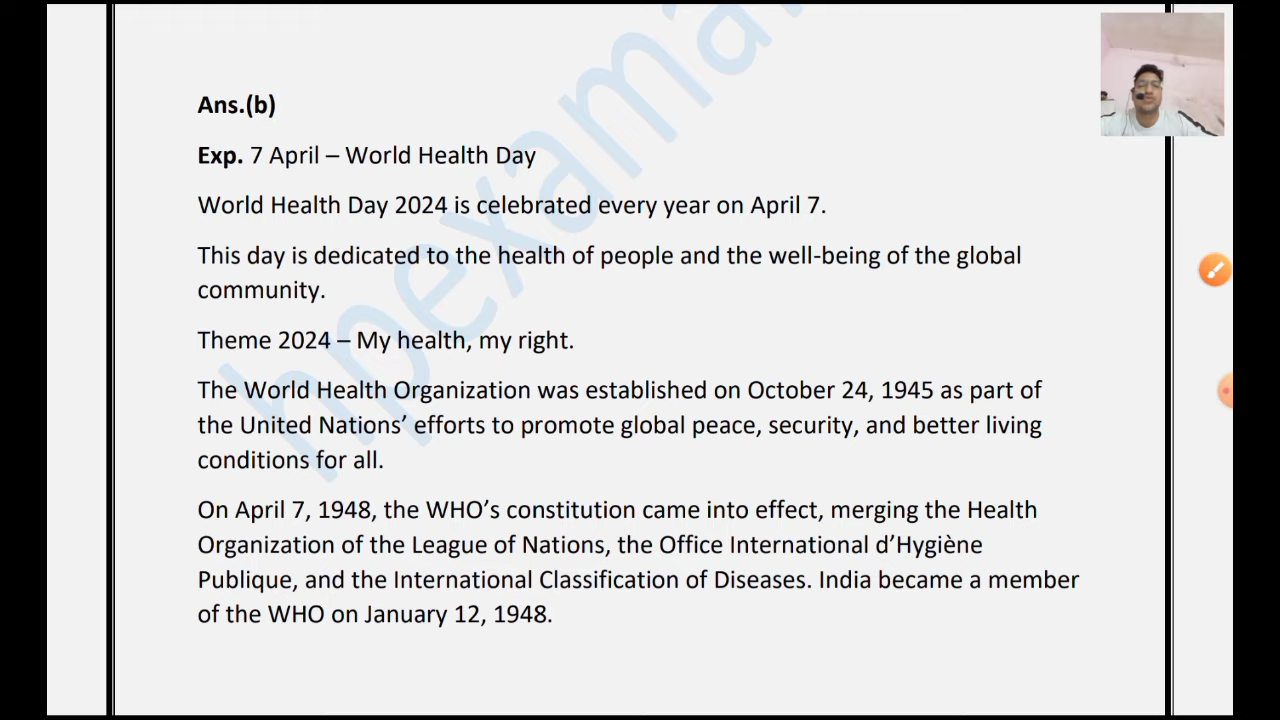 Ans.(b)
Exp. 7 April – World Health Day
World Health Day 2024 is celebrated every year on April 7.
This day is dedicated to the health of people and the well-being of the global
community.
Theme 2024 – My health, my right.
The World Health Organization was established on October 24, 1945 as part of
the United Nations’ efforts to promote global peace, security, and better living
conditions for all.
On April 7, 1948, the WHO’s constitution came into effect, merging the Health
Organization of the League of Nations, the Office International d’Hygiène
Publique, and the International Classification of Diseases. India became a member
of the WHO on January 12, 1948.